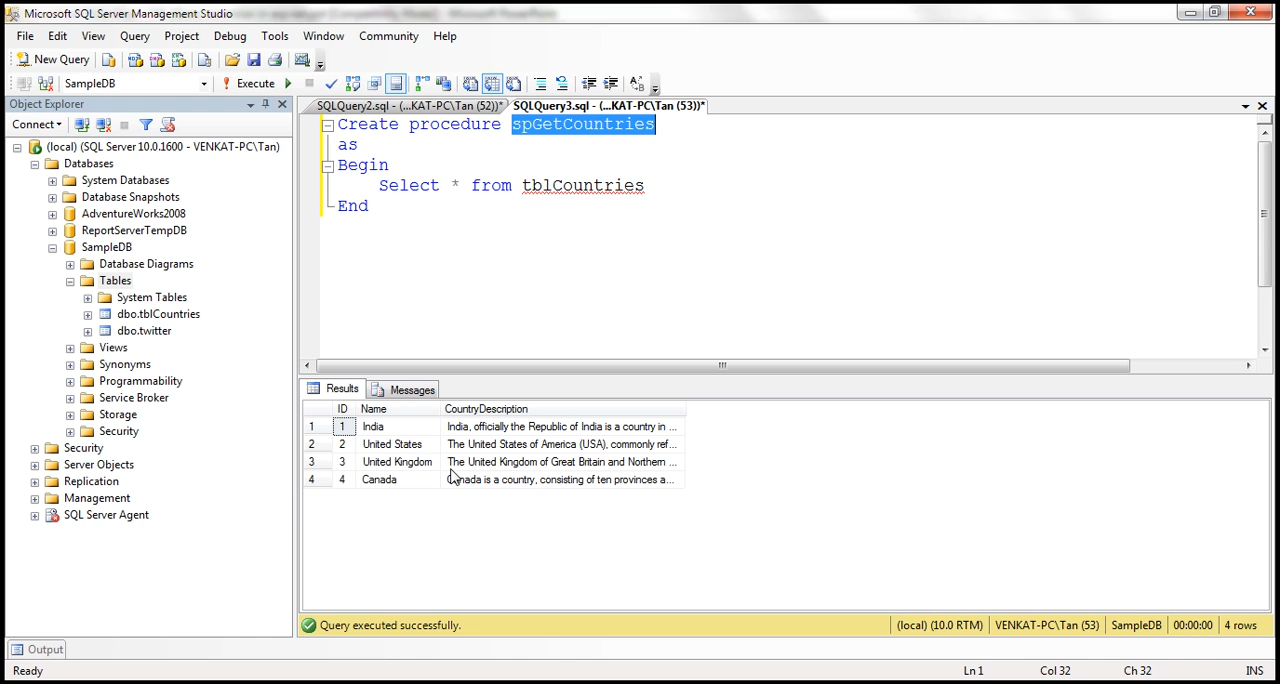 Microsoft SQL Server Management Studio
File Edit View Query Project Debug Tools Window Community Help
New Query
SampleDB Execute
Object Explorer
SQLQuery2.sql - (...KAT-PC\Tan (52))* SQLQuery3.sql - (...KAT-PC\Tan (53))*
Connect
(local) (SQL Server 10.0.1600 - VENKAT-PC\Tan)
Databases
System Databases
Database Snapshots
AdventureWorks2008
ReportServerTempDB
SampleDB
Database Diagrams
Tables
System Tables
dbo.tblCountries
dbo.twitter
Views
Synonyms
Programmability
Service Broker
Storage
Security
Security
Server Objects
Replication
Management
SQL Server Agent
Create procedure spGetCountries
as
Begin
Select * from tblCountries
End
Results Messages
ID Name CountryDescription
1 1 India India, officially the Republic of India is a country in ...
2 2 United States The United States of America (USA), commonly ref...
3 3 United Kingdom The United Kingdom of Great Britain and Northern ...
4 4 Canada Canada is a country, consisting of ten provinces a...
Query executed successfully. (local) (10.0 RTM) VENKAT-PC\Tan (53) SampleDB 00:00:00 4 rows
Output
Ready Ln 1 Col 32 Ch 32 INS